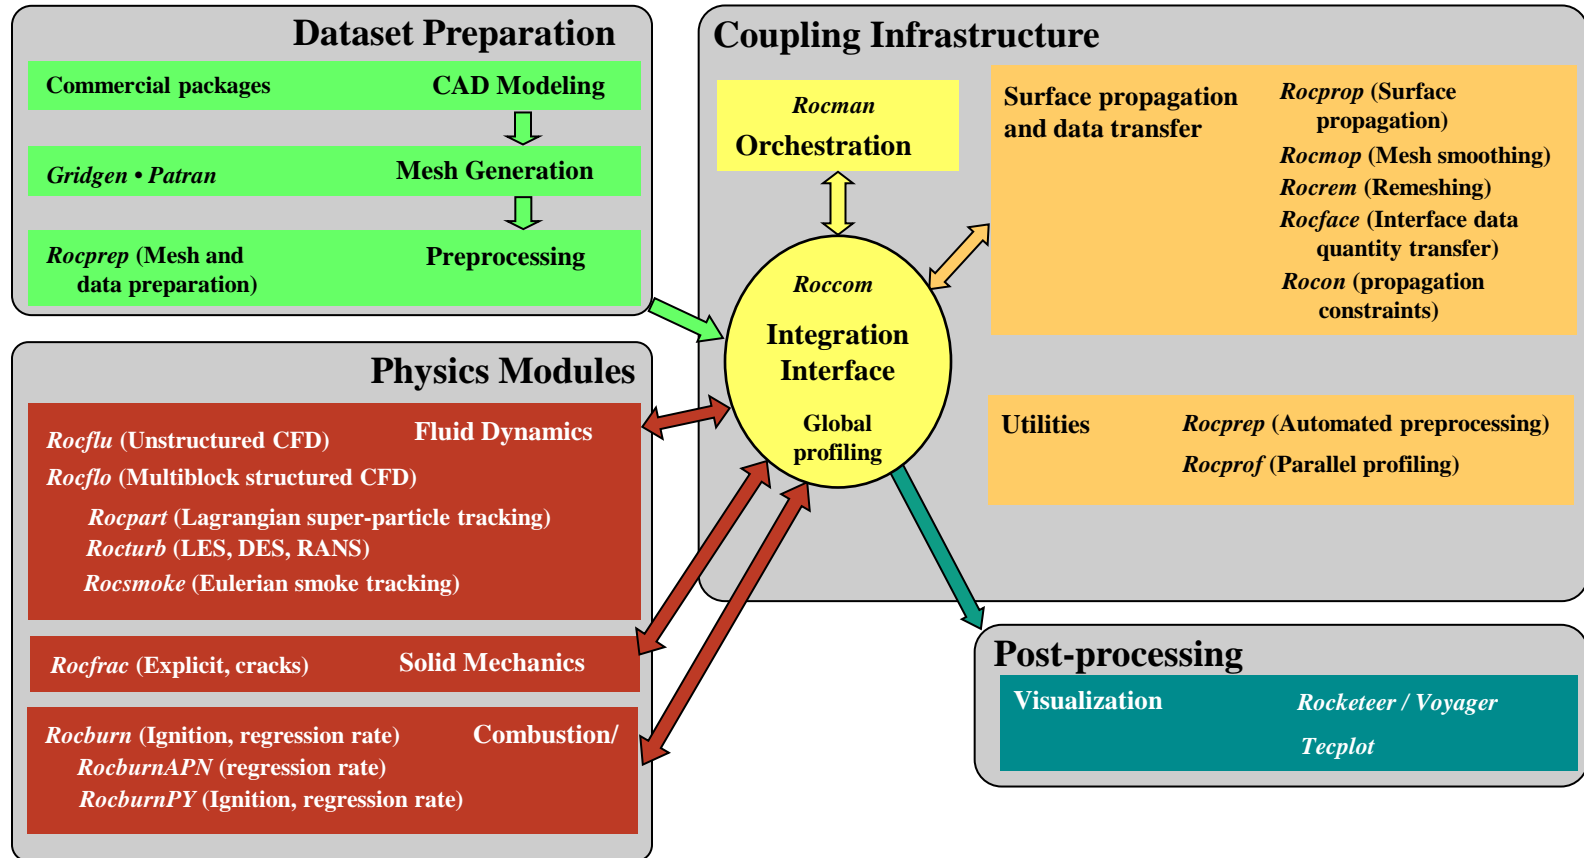 Dataset Preparation
Commercial packages
CAD Modeling
Gridgen • Patran
Mesh Generation
Rocprep (Mesh and
data preparation)
Preprocessing
Physics Modules
Rocflu (Unstructured CFD)
Fluid Dynamics
Rocflo (Multiblock structured CFD)
Rocpart (Lagrangian super-particle tracking)
Rocturb (LES, DES, RANS)
Rocsmoke (Eulerian smoke tracking)
Rocfrac (Explicit, cracks)
Solid Mechanics
Rocburn (Ignition, regression rate)
Combustion/
RocburnAPN (regression rate)
RocburnPY (Ignition, regression rate)
Coupling Infrastructure
Rocman
Orchestration
Roccom
Integration
Interface
Global
profiling
Surface propagation
and data transfer
Rocprop (Surface
propagation)
Rocmop (Mesh smoothing)
Rocrem (Remeshing)
Rocface (Interface data
quantity transfer)
Rocon (propagation
constraints)
Utilities
Rocprep (Automated preprocessing)
Rocprof (Parallel profiling)
Post-processing
Visualization
Rocketeer / Voyager
Tecplot